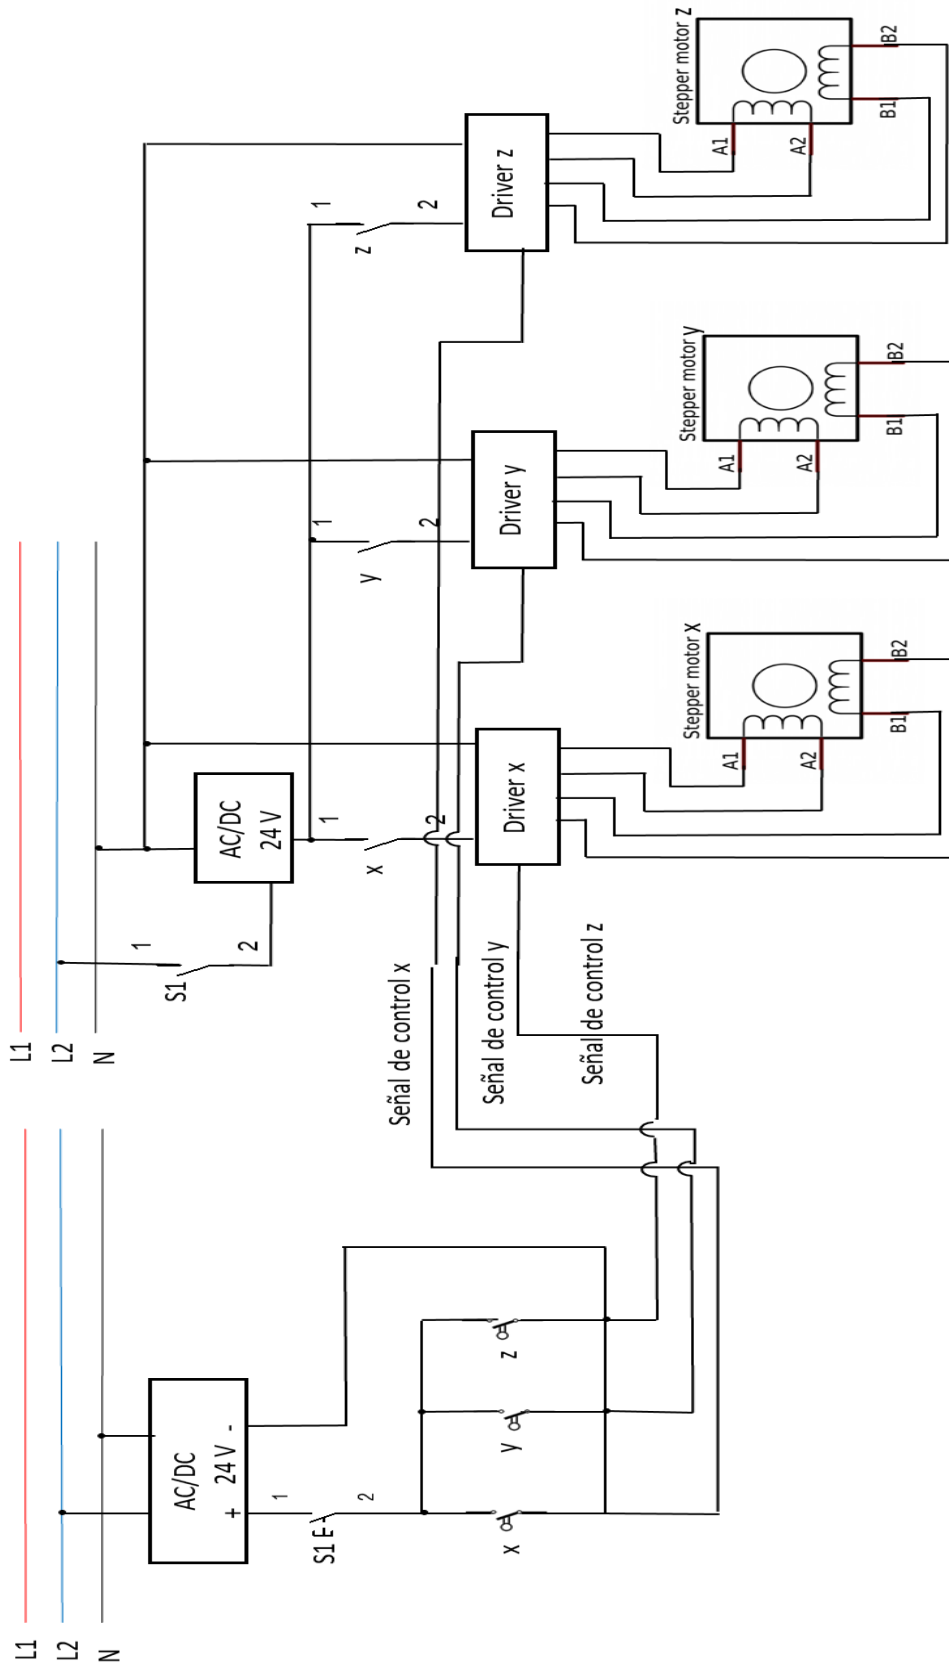 L1
L2
N
AC/DC
24 V
+
-
1
S1 E-
2
x
y
z
L1
L2
N
S1
1
2
AC/DC
24 V
x
1
2
y
1
2
z
1
2
Señal de control x
Señal de control y
Señal de control z
Driver x
Driver y
Driver z
Stepper motor x
A1
A2
B1
B2
Stepper motor y
A1
A2
B1
B2
Stepper motor z
A1
A2
B1
B2